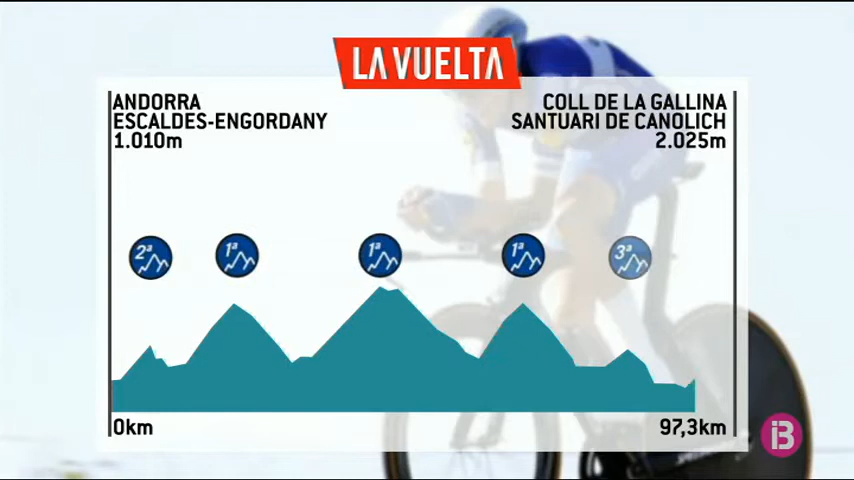 LA VUELTA
ANDORRA
ESCALDES-ENGORDANY
1.010m
COLL DE LA GALLINA
SANTUARI DE CANOLICH
2.025m
2ª
1ª
1ª
1ª
3ª
0km
97,3km
iB3